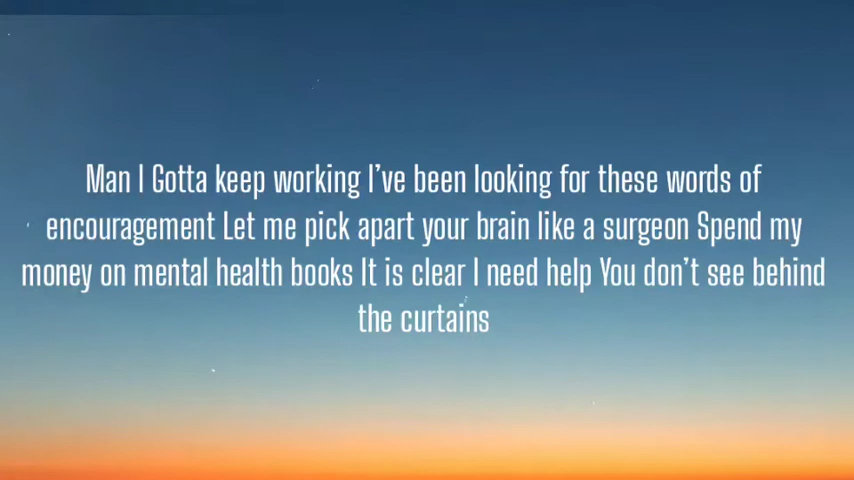 Man I Gotta keep working I’ve been looking for these words of
encouragement Let me pick apart your brain like a surgeon Spend my
money on mental health books It is clear I need help You don’t see behind
the curtains